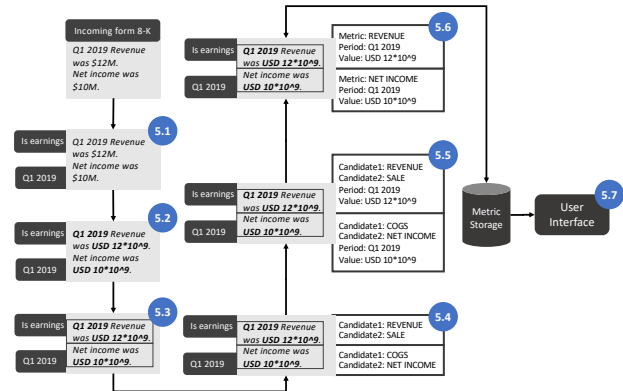 Incoming form 8-K
Q1 2019 Revenue
was $12M.
Net income was
$10M.
5.1
Is earnings
Q1 2019
Q1 2019 Revenue
was $12M.
Net income was
$10M.
5.2
Is earnings
Q1 2019
Q1 2019 Revenue
was USD 12*10^9.
Net income was
USD 10*10^9.
5.3
Is earnings
Q1 2019
Q1 2019 Revenue
was USD 12*10^9.
Net income was
USD 10*10^9.
5.4
Is earnings
Q1 2019
Q1 2019 Revenue
was USD 12*10^9.
Net income was
USD 10*10^9.
Candidate1: REVENUE
Candidate2: SALE
Candidate1: COGS
Candidate2: NET INCOME
5.5
Is earnings
Q1 2019
Q1 2019 Revenue
was USD 12*10^9.
Net income was
USD 10*10^9.
Candidate1: REVENUE
Candidate2: SALE
Period: Q1 2019
Value: USD 12*10^9
Candidate1: COGS
Candidate2: NET INCOME
Period: Q1 2019
Value: USD 10*10^9
5.6
Is earnings
Q1 2019
Q1 2019 Revenue
was USD 12*10^9.
Net income was
USD 10*10^9.
Metric: REVENUE
Period: Q1 2019
Value: USD 12*10^9
Metric: NET INCOME
Period: Q1 2019
Value: USD 10*10^9
Metric
Storage
5.7
User
Interface